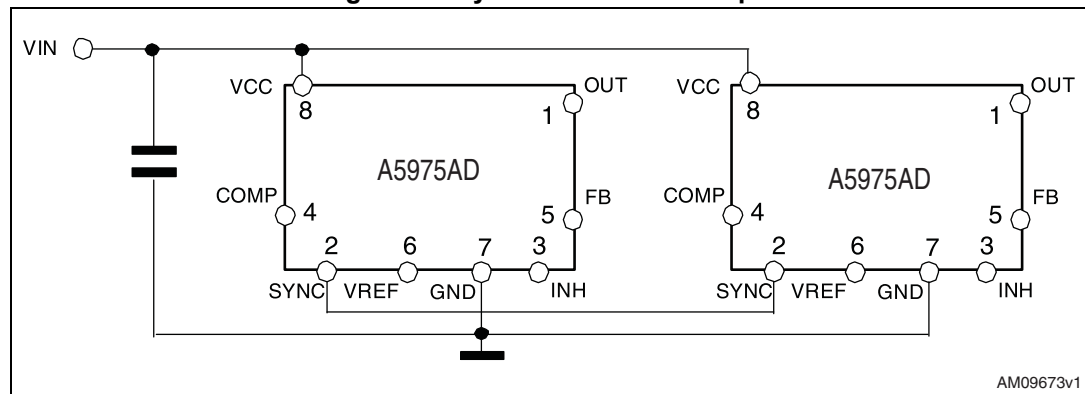 VIN
VCC
8
OUT
1
A5975AD
COMP
4
FB
5
2
6
7
3
SYNC
VREF
GND
INH
VCC
8
OUT
1
A5975AD
COMP
4
FB
5
2
6
7
3
SYNC
VREF
GND
INH
AM09673v1